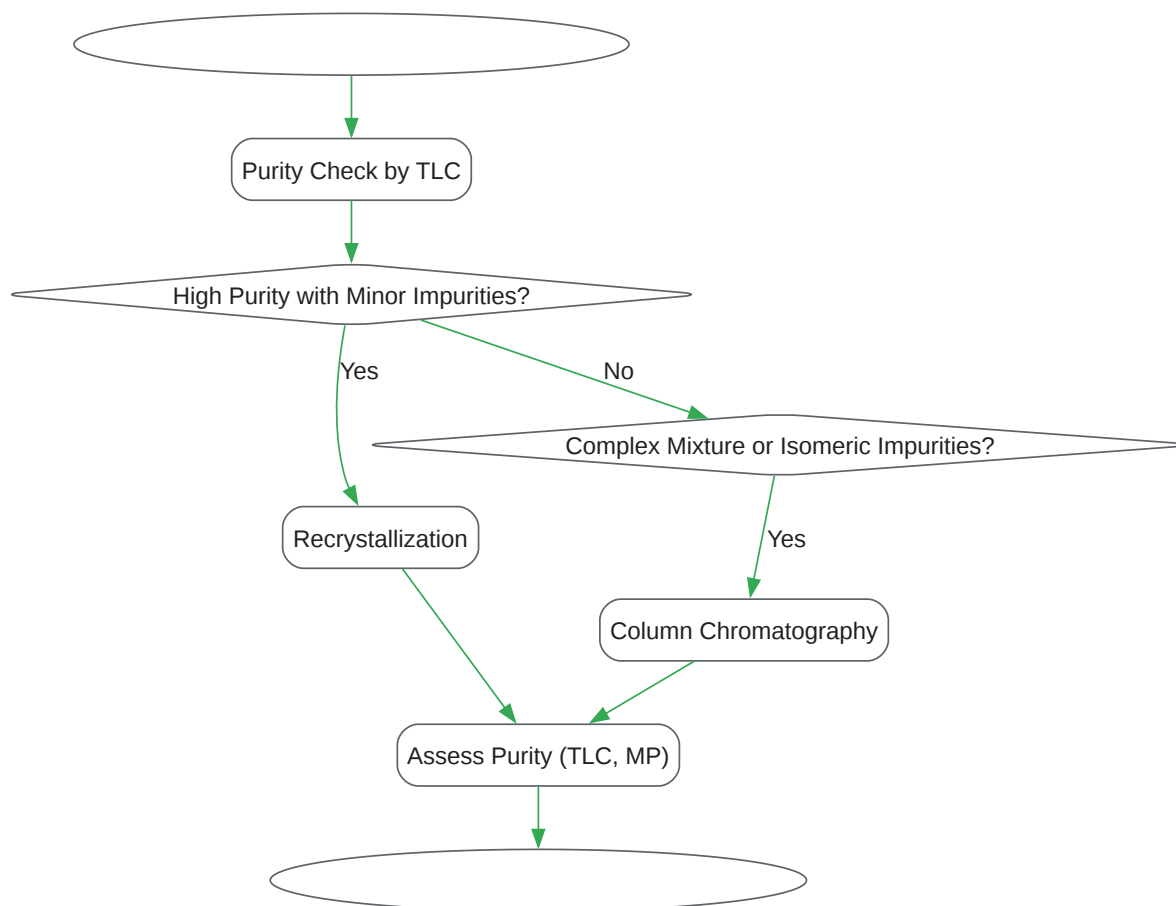 Purity Check by TLC
High Purity with Minor Impurities?
Yes
No
Complex Mixture or Isomeric Impurities?
Recrystallization
Yes
Column Chromatography
Assess Purity (TLC, MP)